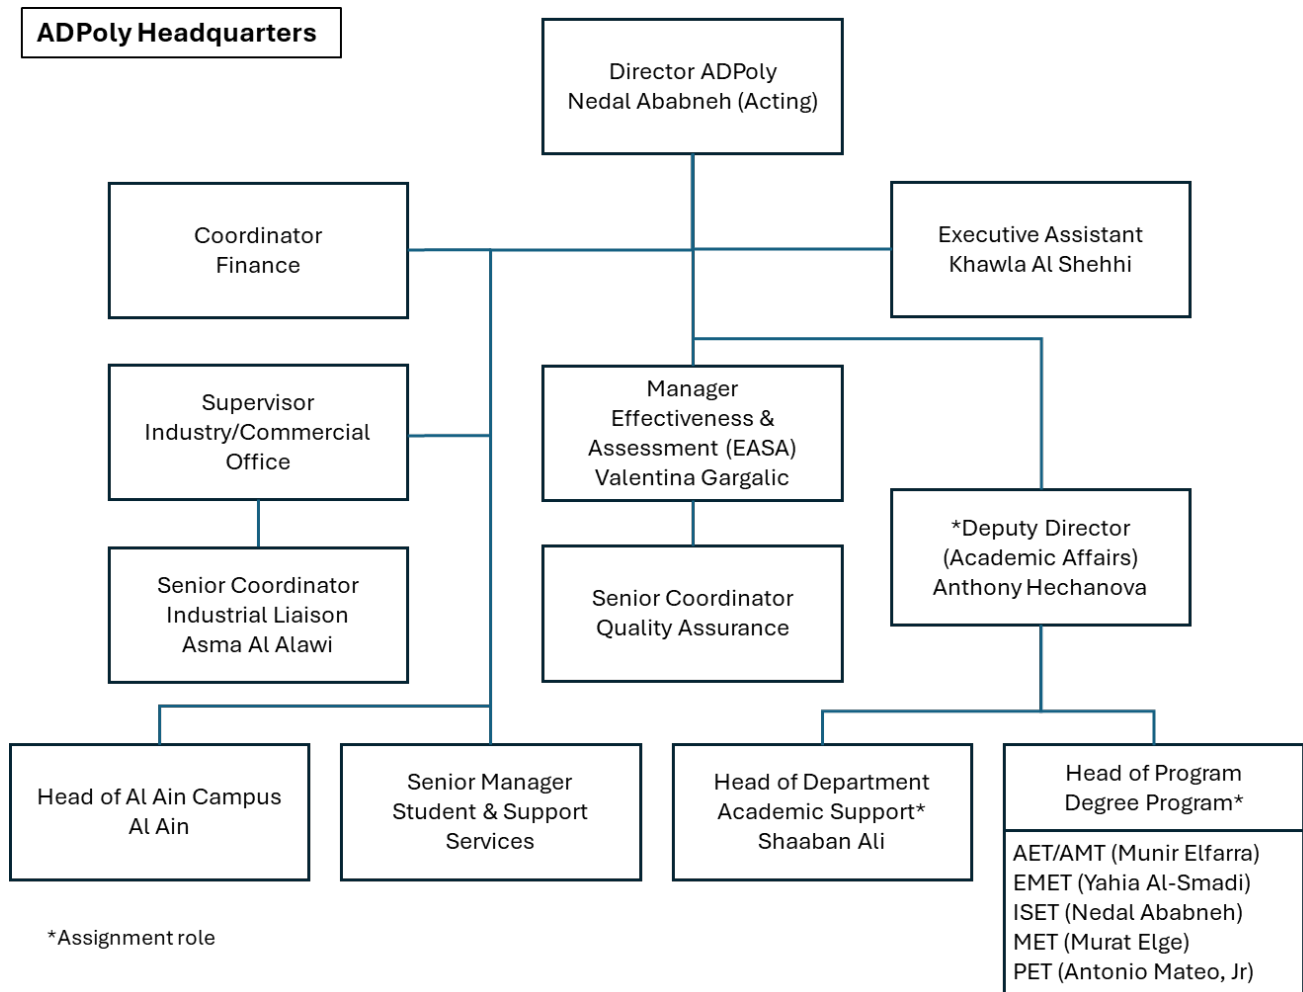 ADPoly Headquarters
Director ADPoly
Nedal Ababneh (Acting)
Coordinator
Finance
Executive Assistant
Khawla Al Shehhi
Supervisor
Industry/Commercial
Office
Manager
Effectiveness &
Assessment (EASA)
Valentina Gargalic
*Deputy Director
(Academic Affairs)
Anthony Hechanova
Senior Coordinator
Industrial Liaison
Asma Al Alawi
Senior Coordinator
Quality Assurance
Head of Al Ain Campus
Al Ain
Senior Manager
Student & Support
Services
Head of Department
Academic Support*
Shaaban Ali
Head of Program
Degree Program*
AET/AMT (Munir Elfarra)
EMET (Yahia Al-Smadi)
ISET (Nedal Ababneh)
MET (Murat Elge)
PET (Antonio Mateo, Jr)
*Assignment role